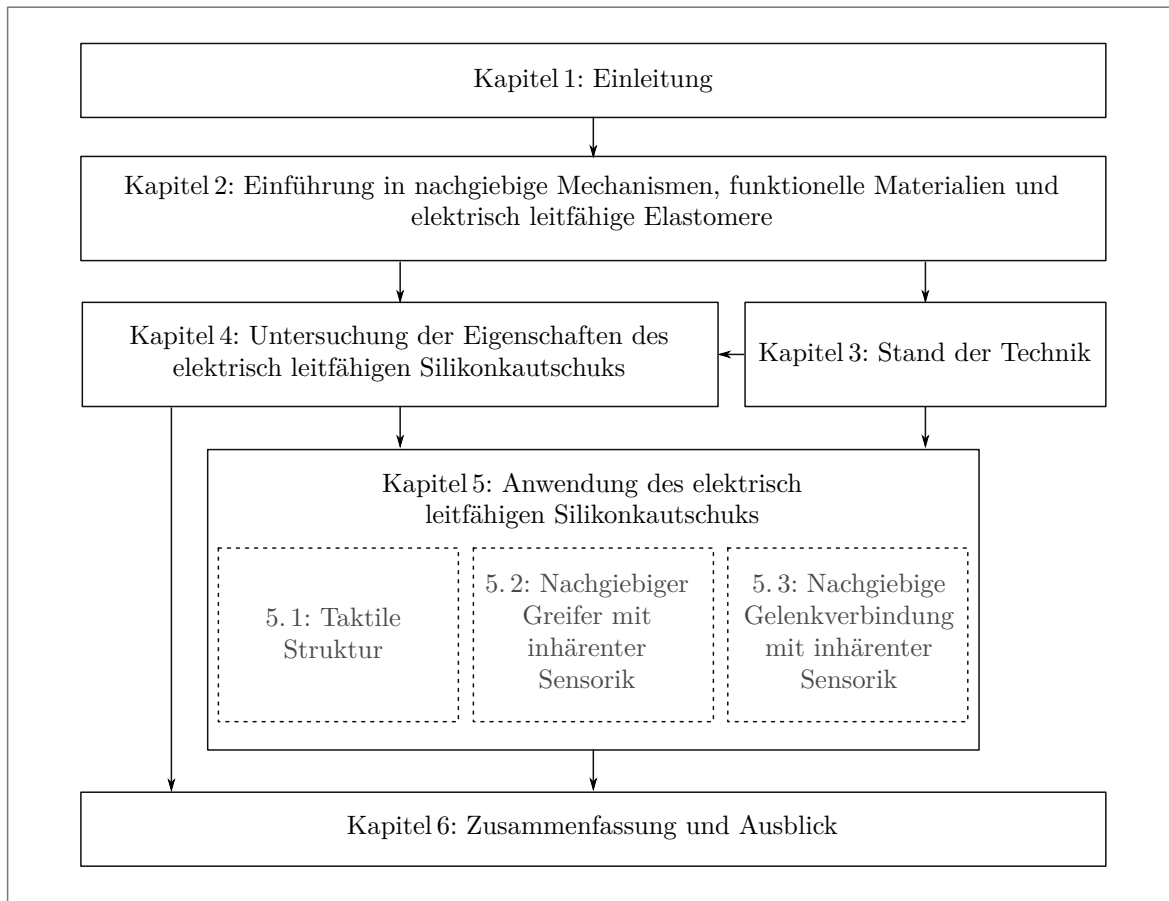 Kapitel 1: Einleitung
Kapitel 2: Einführung in nachgiebige Mechanismen, funktionelle Materialien und
elektrisch leitfähige Elastomere
Kapitel 4: Untersuchung der Eigenschaften des
elektrisch leitfähigen Silikonkautschuks
Kapitel 3: Stand der Technik
Kapitel 5: Anwendung des elektrisch
leitfähigen Silikonkautschuks
5. 1: Taktile
Struktur
5. 2: Nachgiebiger
Greifer mit
inhärenter
Sensorik
5. 3: Nachgiebige
Gelenkverbindung
mit inhärenter
Sensorik
Kapitel 6: Zusammenfassung und Ausblick